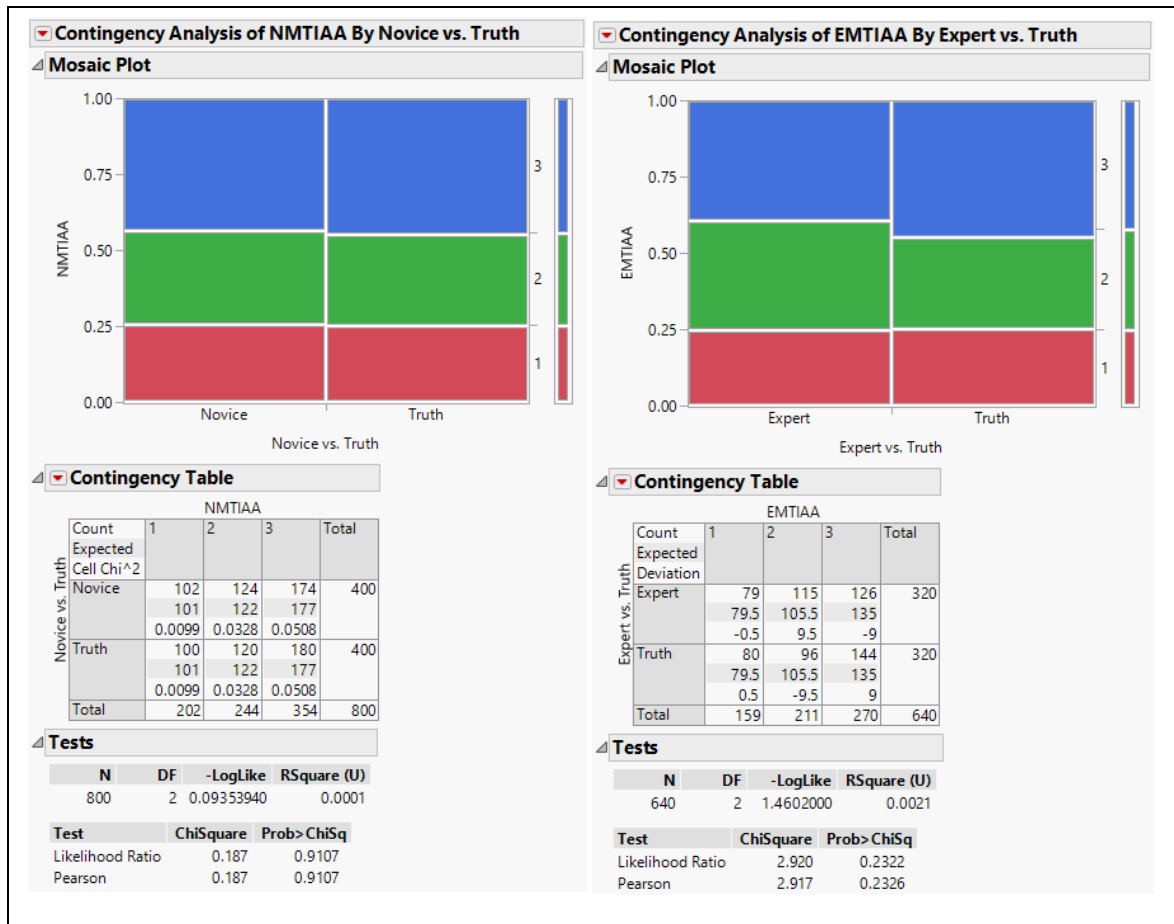 Contingency Analysis of NMTIAA By Novice vs. Truth
Mosaic Plot
1.00
0.75
0.50
0.25
0.00
NMTIAA
3
2
1
Novice Truth
Novice vs. Truth
Contingency Table
NMTIAA
Novice vs. Truth
Count 1 2 3 Total
Expected
Cell Chi^2
Novice 102 124 174 400
101 122 177
0.0099 0.0328 0.0508
Truth 100 120 180 400
101 122 177
0.0099 0.0328 0.0508
Total 202 244 354 800
Tests
N DF -LogLike RSquare (U)
800 2 0.09353940 0.0001
Test ChiSquare Prob>ChiSq
Likelihood Ratio 0.187 0.9107
Pearson 0.187 0.9107
Contingency Analysis of EMTIAA By Expert vs. Truth
Mosaic Plot
1.00
0.75
0.50
0.25
0.00
EMTIAA
3
2
1
Expert Truth
Expert vs. Truth
Contingency Table
EMTIAA
Expert vs. Truth
Count 1 2 3 Total
Expected
Deviation
Expert 79 115 126 320
79.5 105.5 135
-0.5 9.5 -9
Truth 80 96 144 320
79.5 105.5 135
0.5 -9.5 9
Total 159 211 270 640
Tests
N DF -LogLike RSquare (U)
640 2 1.4602000 0.0021
Test ChiSquare Prob>ChiSq
Likelihood Ratio 2.920 0.2322
Pearson 2.917 0.2326